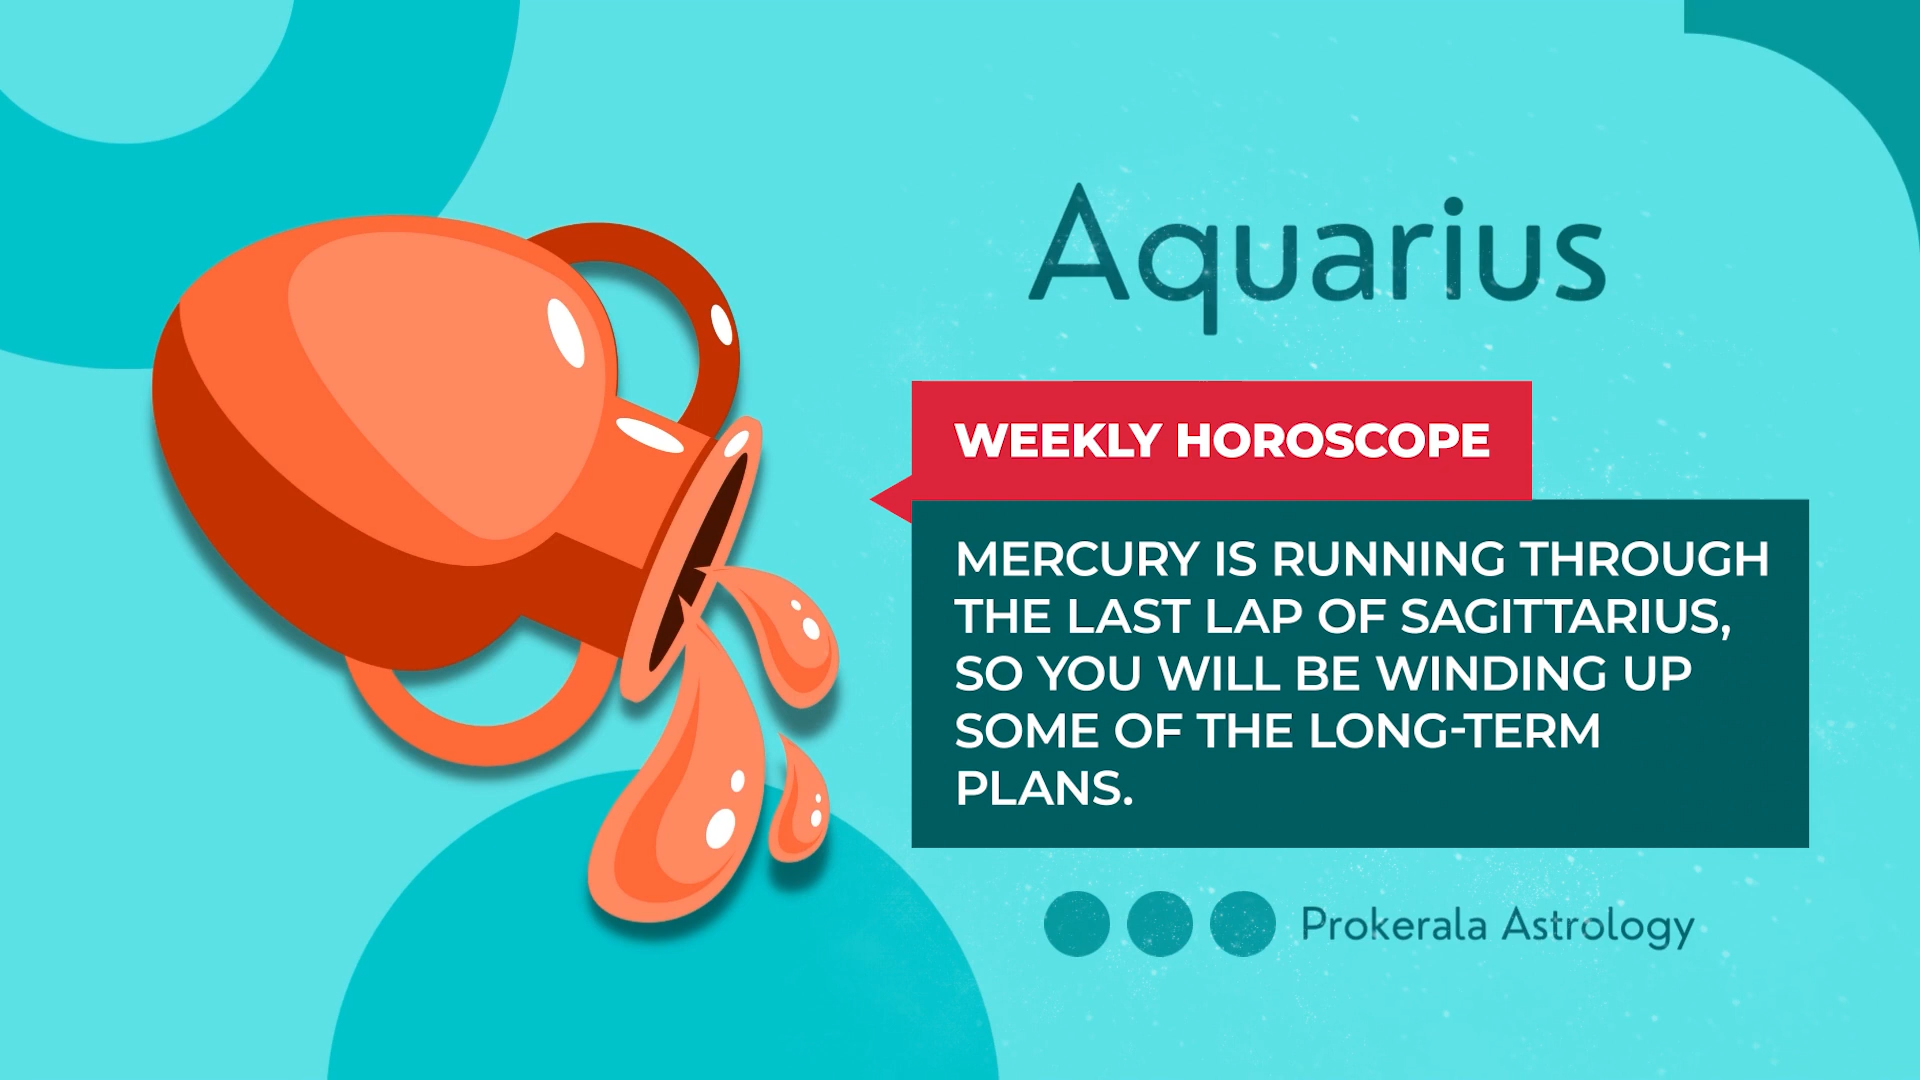 Aquarius
WEEKLY HOROSCOPE
MERCURY IS RUNNING THROUGH
THE LAST LAP OF SAGITTARIUS,
SO YOU WILL BE WINDING UP
SOME OF THE LONG-TERM
PLANS.
Prokerala Astrology